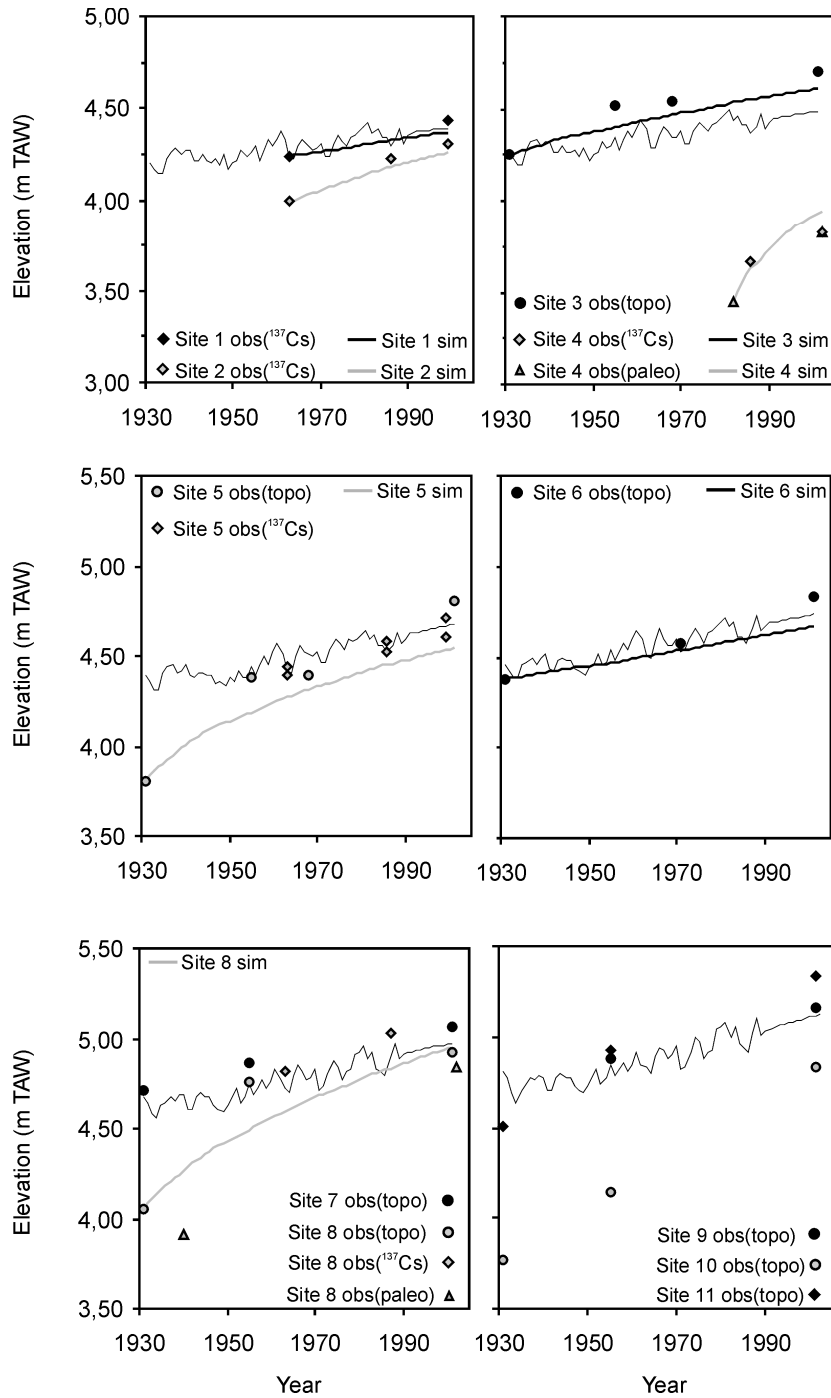 Elevation (m TAW)
5,00
4,50
4,00
3,50
3,00
Site 1 obs(¹³⁷Cs)
Site 1 sim
Site 2 obs(¹³⁷Cs)
Site 2 sim
1930 1950 1970 1990
Site 3 obs(topo)
Site 4 obs(¹³⁷Cs)
Site 3 sim
Site 4 obs(paleo)
Site 4 sim
1930 1950 1970 1990
Elevation (m TAW)
5,50
5,00
4,50
4,00
3,50
Site 5 obs(topo)
Site 5 sim
Site 5 obs(¹³⁷Cs)
1930 1950 1970 1990
Site 6 obs(topo)
Site 6 sim
1930 1950 1970 1990
Elevation (m TAW)
5,50
5,00
4,50
4,00
3,50
Site 8 sim
Site 7 obs(topo)
Site 8 obs(topo)
Site 8 obs(¹³⁷Cs)
Site 8 obs(paleo)
1930 1950 1970 1990
Year
Site 9 obs(topo)
Site 10 obs(topo)
Site 11 obs(topo)
1930 1950 1970 1990
Year